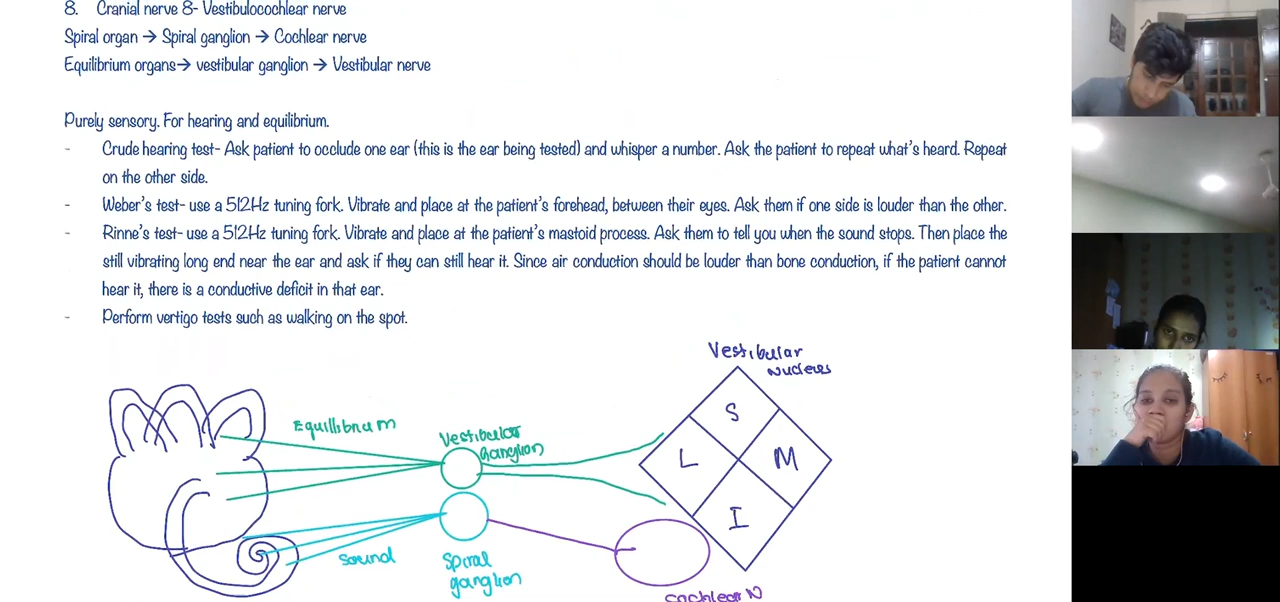 8. Cranial nerve 8- Vestibulocochlear nerve
Spiral organ → Spiral ganglion → Cochlear nerve
Equilibrium organs→ vestibular ganglion → Vestibular nerve
Purely sensory. For hearing and equilibrium.
- Crude hearing test- Ask patient to occlude one ear (this is the ear being tested) and whisper a number. Ask the patient to repeat what's heard. Repeat
on the other side.
- Weber's test- use a 512Hz tuning fork. Vibrate and place at the patient's forehead, between their eyes. Ask them if one side is louder than the other.
- Rinne's test- use a 512Hz tuning fork. Vibrate and place at the patient's mastoid process. Ask them to tell you when the sound stops. Then place the
still vibrating long end near the ear and ask if they can still hear it. Since air conduction should be louder than bone conduction, if the patient cannot
hear it, there is a conductive deficit in that ear.
- Perform vertigo tests such as walking on the spot.
Vestibular
Nucleus
Equilibrium
Vestibular
Ganglion
S
L
M
I
Sound
Spiral
ganglion
Cochlear N